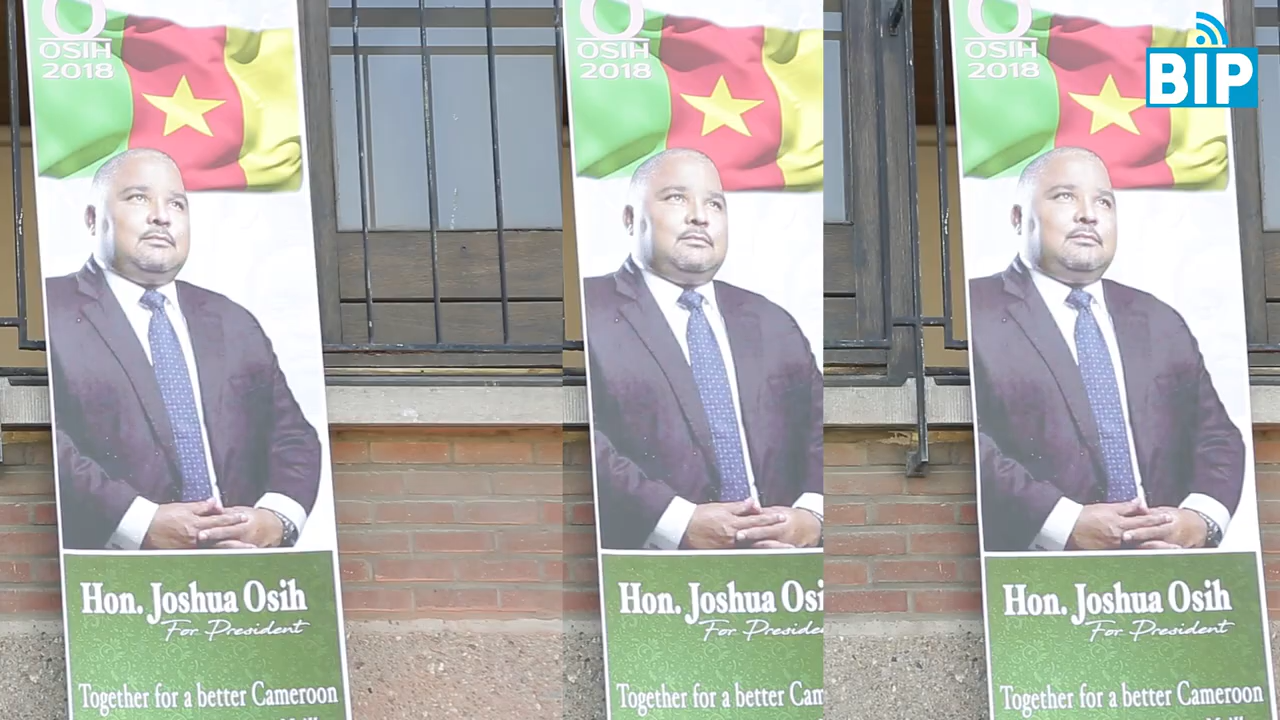 OSIH
2018
Hon. Joshua Osih
For President
Together for a better Cameroon
OSIH
2018
Hon. Joshua Osi
For Preside
Together for a better Cam
OSIH
2018
Hon. Joshua Osih
For President
Together for a better Cameroon
BIP